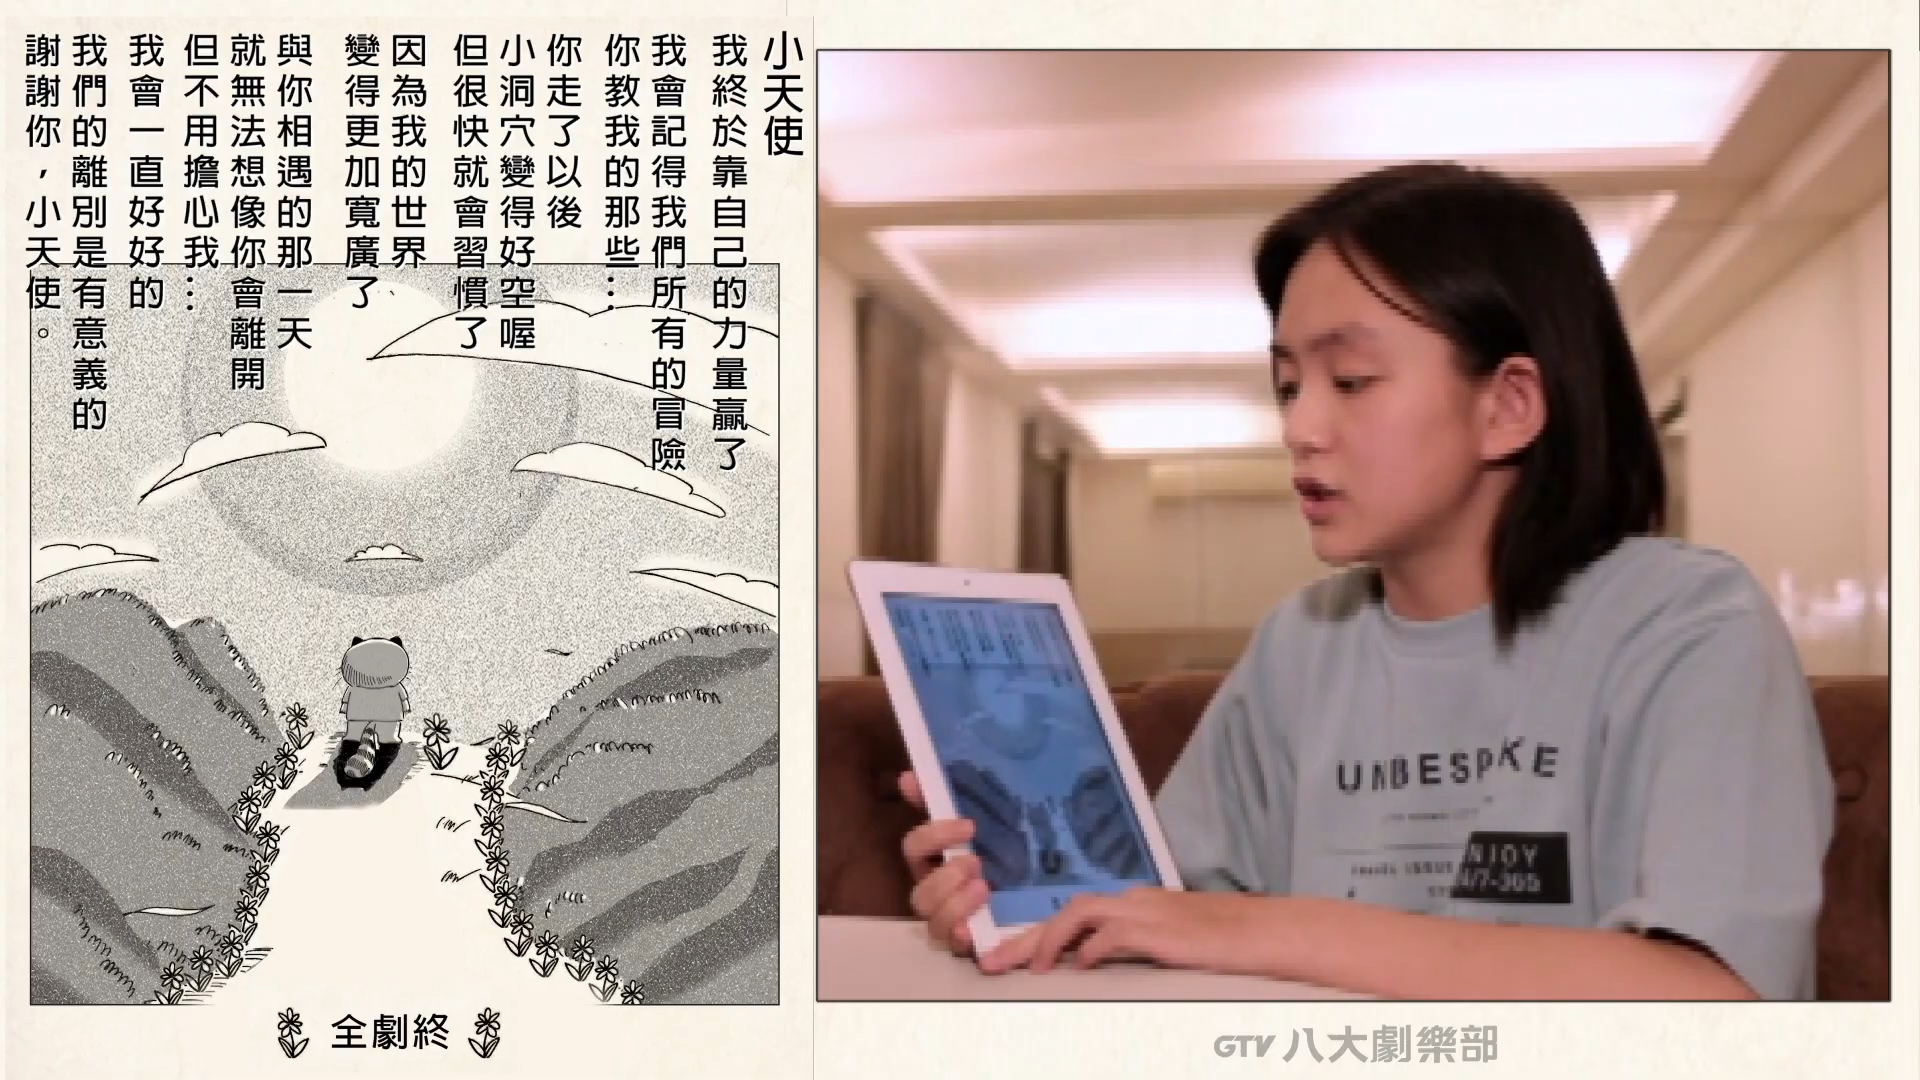 小天使
我終於靠自己的力量贏了
我會記得我們所有的冒險
你教我的那些…
你走了以後
小洞穴變得好空喔
但很快就會習慣了
因為我的世界
變得更加寬廣了
與你相遇的那一天
就無法想像你會離開
但不用擔心我…
我會一直好好的
我們的離別是有意義的
謝謝你，小天使。
全劇終
UNBESPOKE
TRAVEL ISSUE
ENJOY
24/7-365
GTV 八大劇樂部